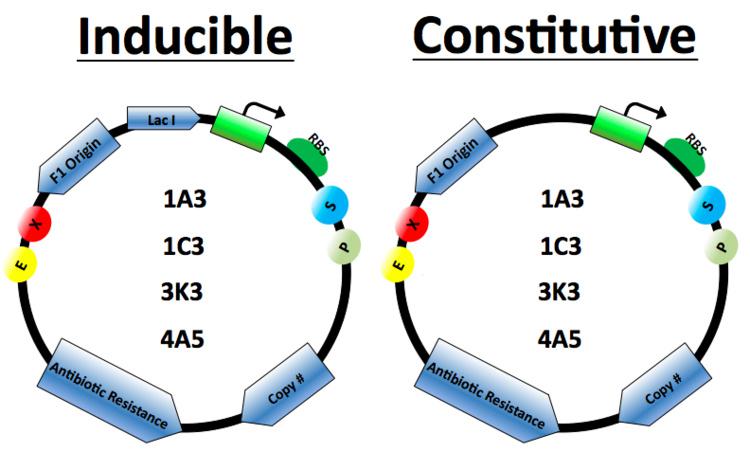 Inducible
Lac I
F1 Origin
RBS
X
S
E
P
1A3
1C3
3K3
4A5
Antibiotic Resistance
Copy #
Constitutive
F1 Origin
RBS
X
S
E
P
1A3
1C3
3K3
4A5
Antibiotic Resistance
Copy #